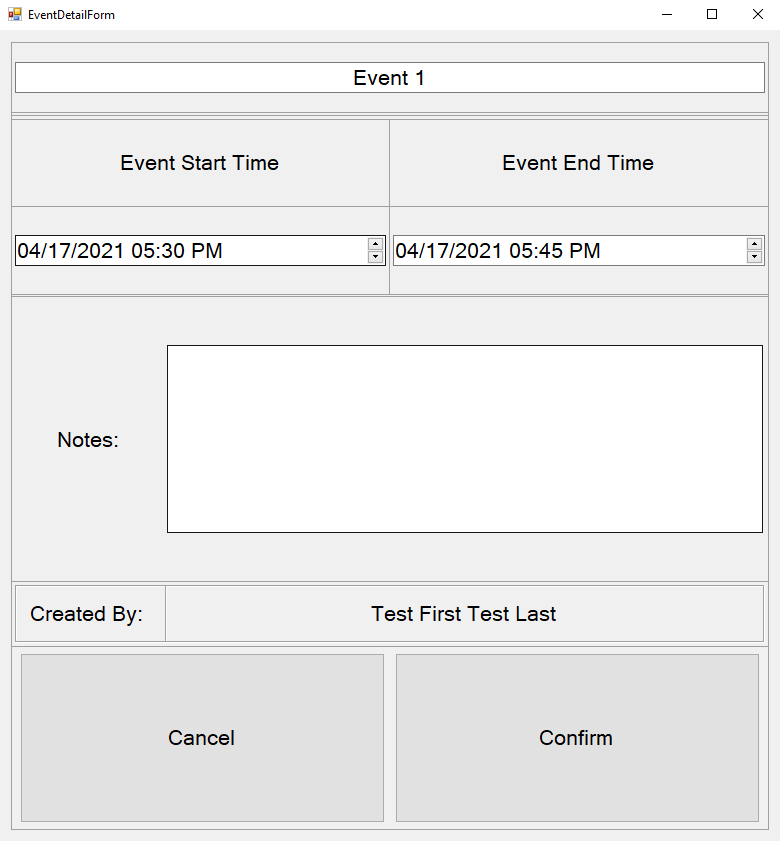 EventDetailForm
Event 1
Event Start Time
Event End Time
04/17/2021 05:30 PM
04/17/2021 05:45 PM
Notes:
Created By:
Test First Test Last
Cancel
Confirm